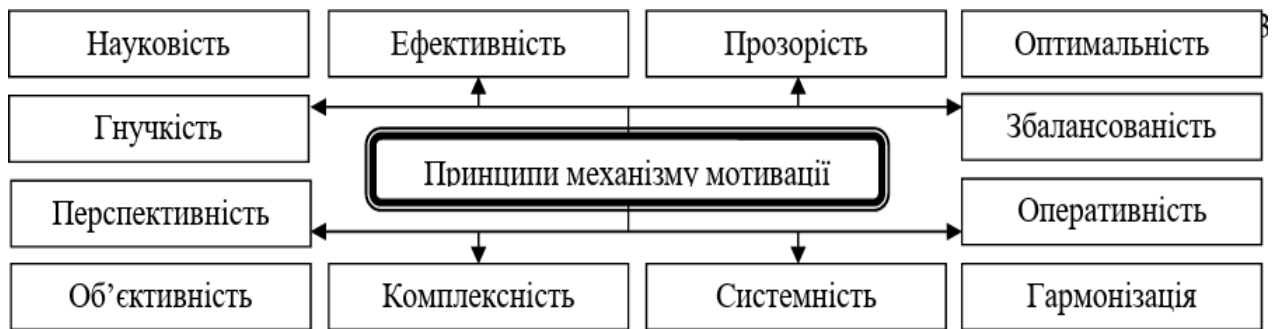 Науковість
Ефективність
Прозорість
Оптимальність
Гнучкість
Збалансованість
Принципи механізму мотивації
Перспективність
Оперативність
Об’єктивність
Комплексність
Системність
Гармонізація